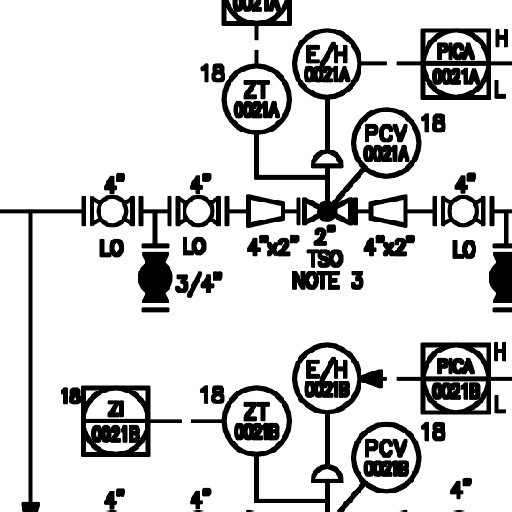 0021A
E/H
0021A
PICA
0021A
H
L
18
ZT
0021A
PCV
0021A
18
4"
4"
4"
LO
LO
4"x2"
2"
4"x2"
LO
TSO
NOTE 3
3/4"
E/H
0021B
PICA
0021B
H
L
18
ZI
0021B
18
ZT
0021B
PCV
0021B
18
4"
4"
4"